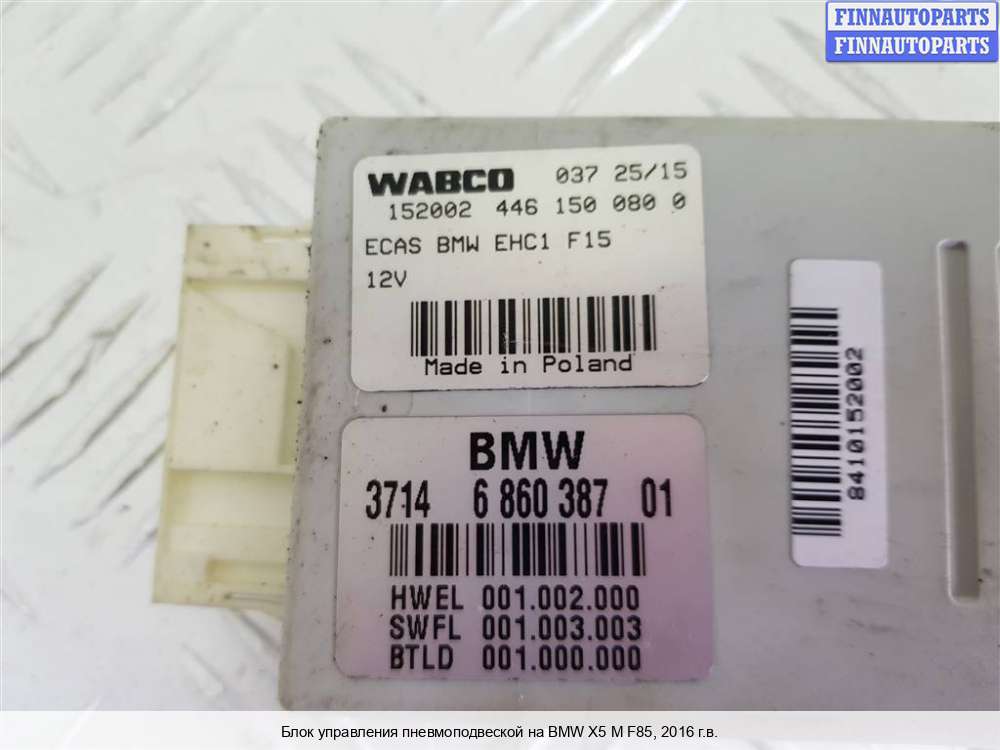 FINNAUTOPARTS
FINNAUTOPARTS
WABCO 037 25/15
152002 446 150 080 0
ECAS BMW EHC1 F15
12V
Made in Poland
8410152002
BMW
3714 6 860 387 01
HWEL 001.002.000
SWFL 001.003.003
BTLD 001.000.000
Блок управления пневмоподвеской на BMW X5 M F85, 2016 г.в.